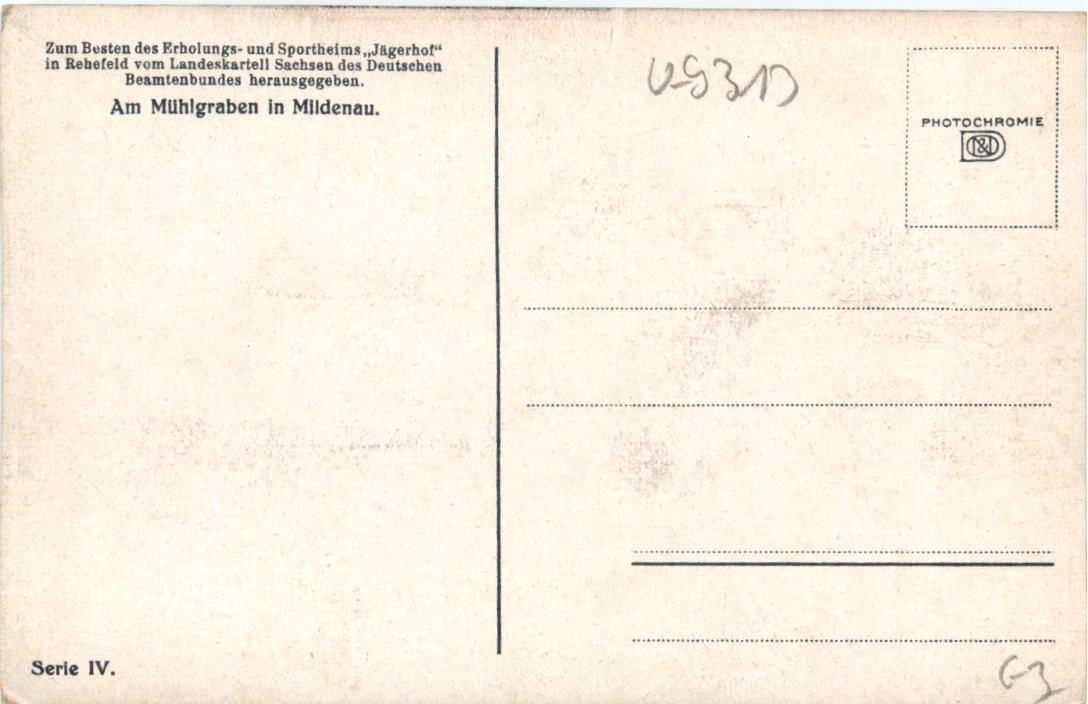 Zum Besten des Erholungs- und Sportheims „Jägerhof“
in Rehefeld vom Landeskartell Sachsen des Deutschen
Beamtenbundes herausgegeben.
Am Mühlgraben in Mildenau.
PHOTOCHROMIE
Serie IV.